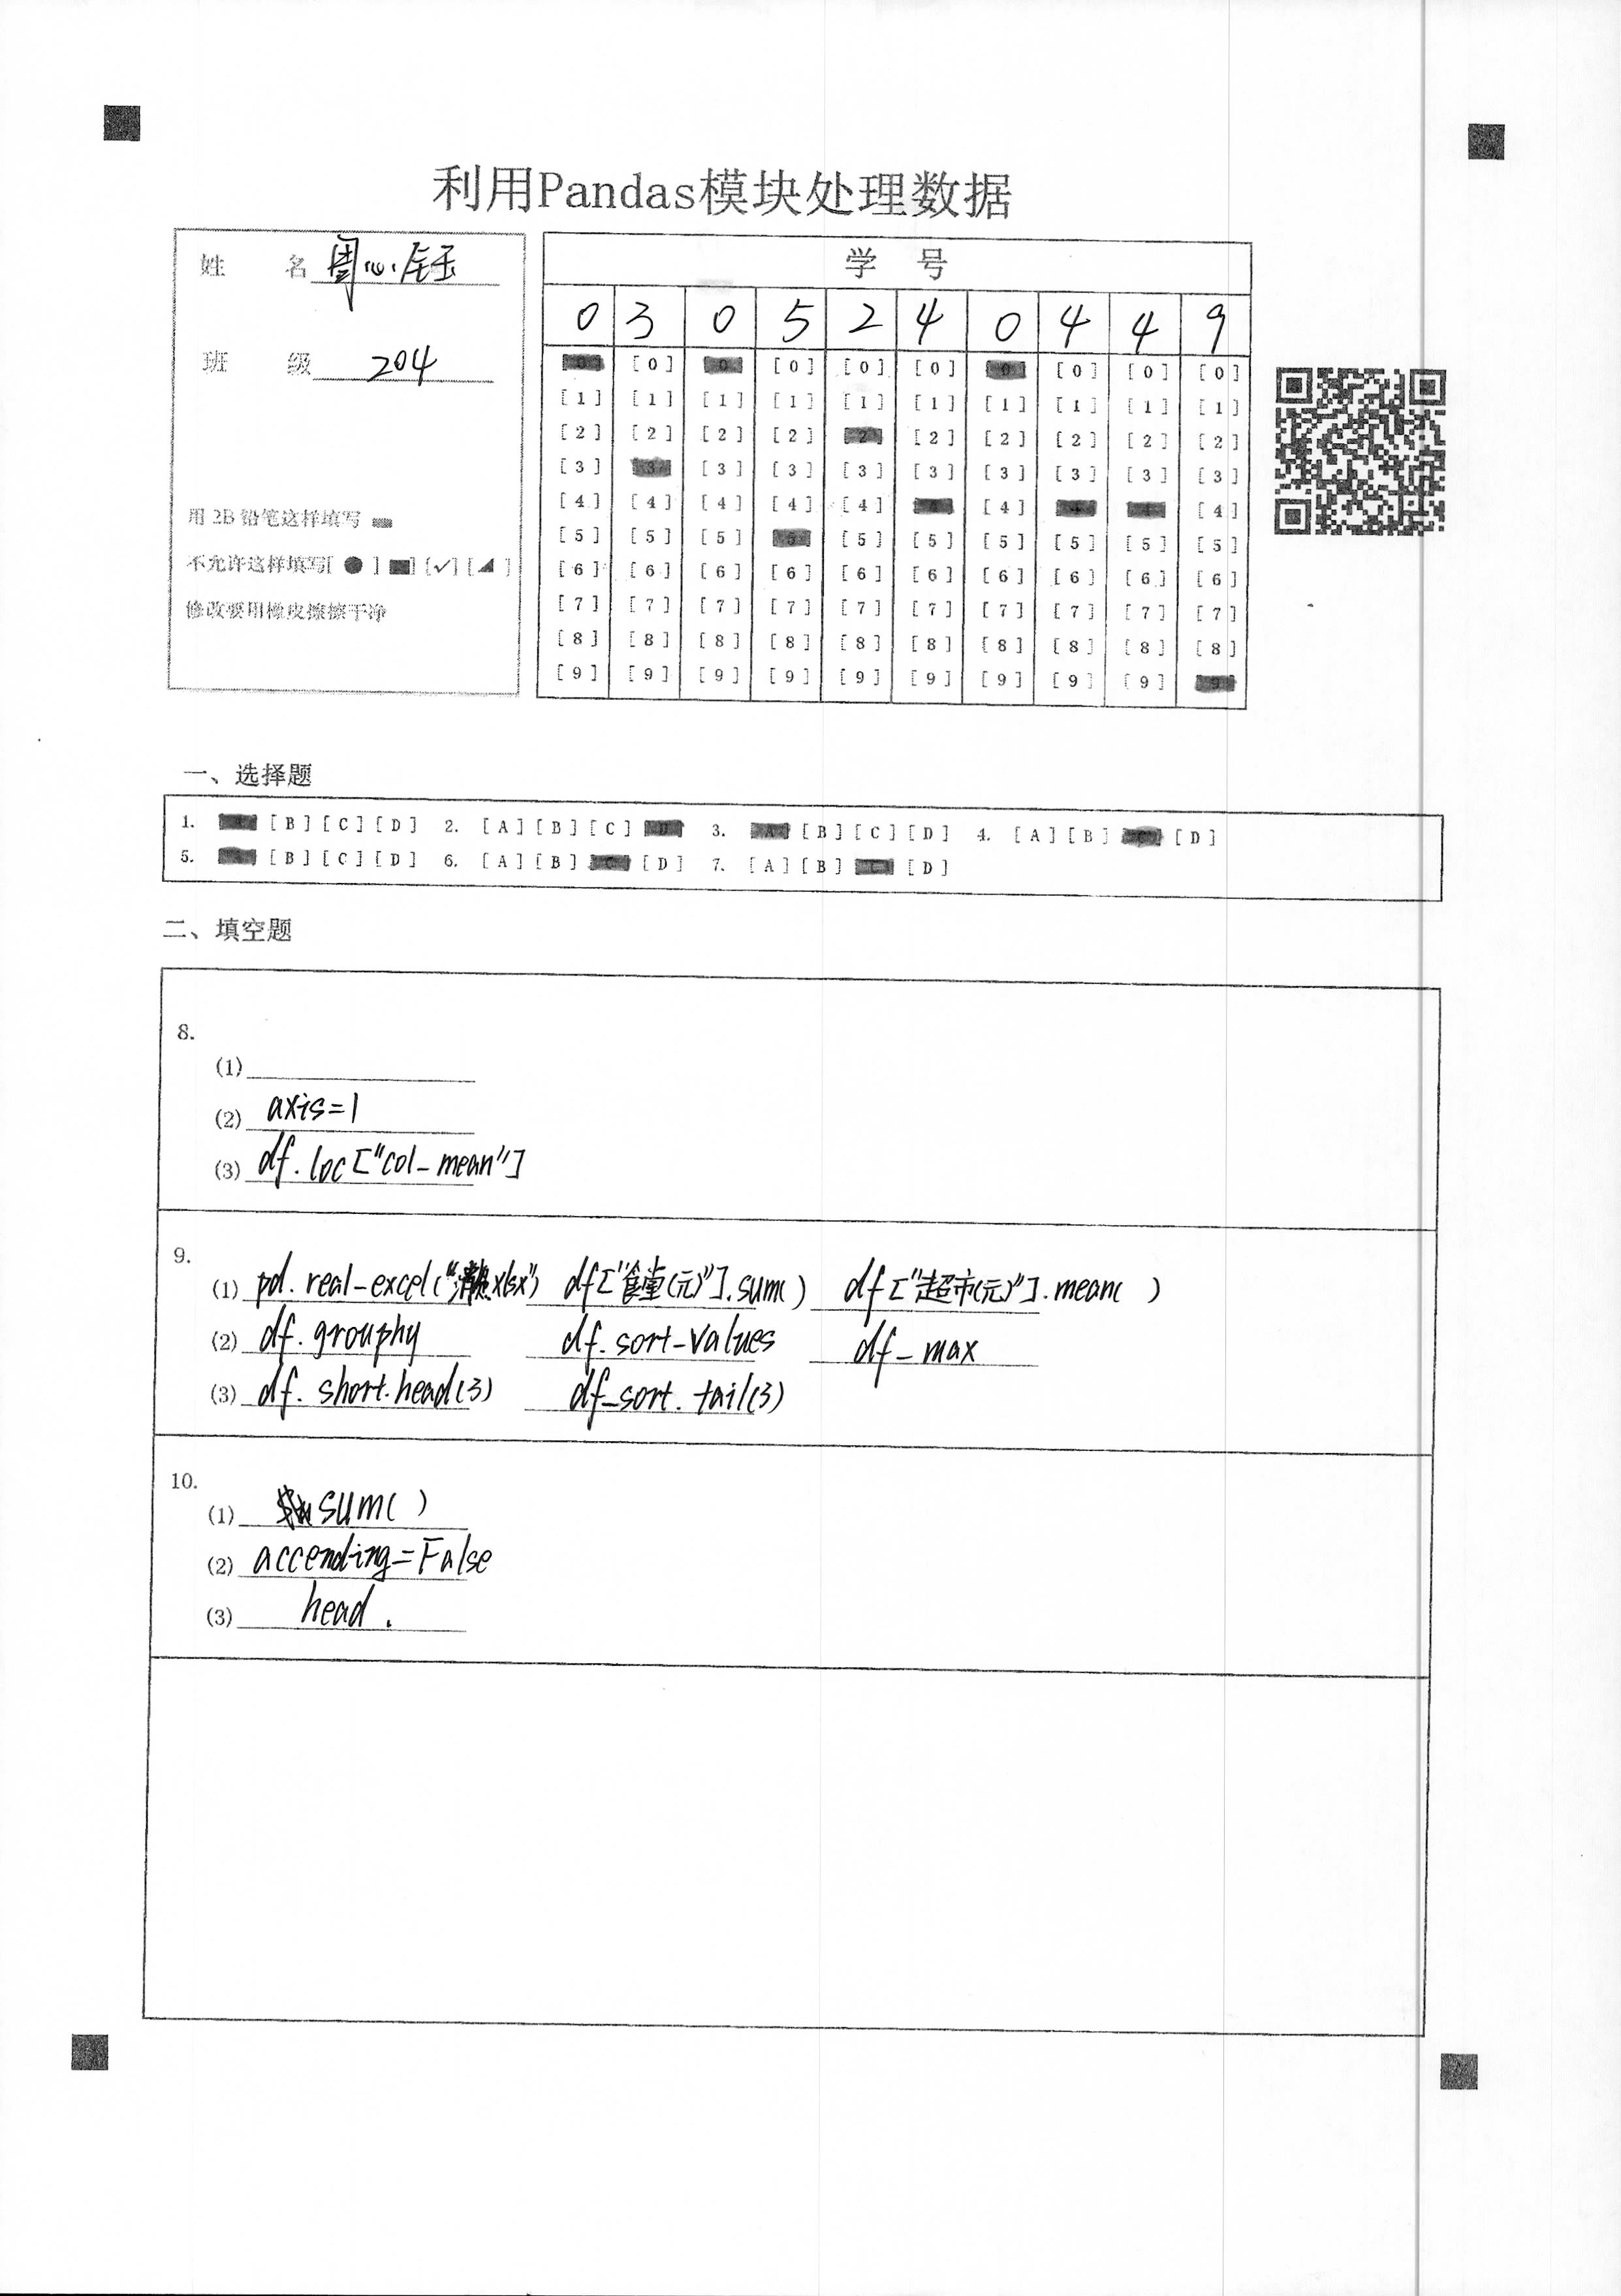 利用Pandas模块处理数据
姓 名 周心钰
班 级 204
用 2B 铅笔这样填写
不允许这样填写[ ● ] [■] [✓] [◢ ]
修改要用橡皮擦擦干净
学 号
0 3 0 5 2 4 0 4 4 9
[0] [0] [0] [0] [0] [0] [0] [0] [0] [0]
[1] [1] [1] [1] [1] [1] [1] [1] [1] [1]
[2] [2] [2] [2] [2] [2] [2] [2] [2] [2]
[3] [3] [3] [3] [3] [3] [3] [3] [3] [3]
[4] [4] [4] [4] [4] [4] [4] [4] [4] [4]
[5] [5] [5] [5] [5] [5] [5] [5] [5] [5]
[6] [6] [6] [6] [6] [6] [6] [6] [6] [6]
[7] [7] [7] [7] [7] [7] [7] [7] [7] [7]
[8] [8] [8] [8] [8] [8] [8] [8] [8] [8]
[9] [9] [9] [9] [9] [9] [9] [9] [9] [9]
一、选择题
1. [A] [B] [C] [D] 2. [A] [B] [C] [D] 3. [A] [B] [C] [D] 4. [A] [B] [C] [D]
5. [A] [B] [C] [D] 6. [A] [B] [C] [D] 7. [A] [B] [C] [D]
二、填空题
8.
(1)
(2) axis=1
(3) df.loc["col-mean"]
9.
(1) pd.real-excel(" xlsx") df["食堂(元)"].sum() df["超市(元)"].mean( )
(2) df.grouphy df.sort-values df-max
(3) df.short.head(3) df-sort.tail(3)
10.
(1) sum( )
(2) accending=False
(3) head.